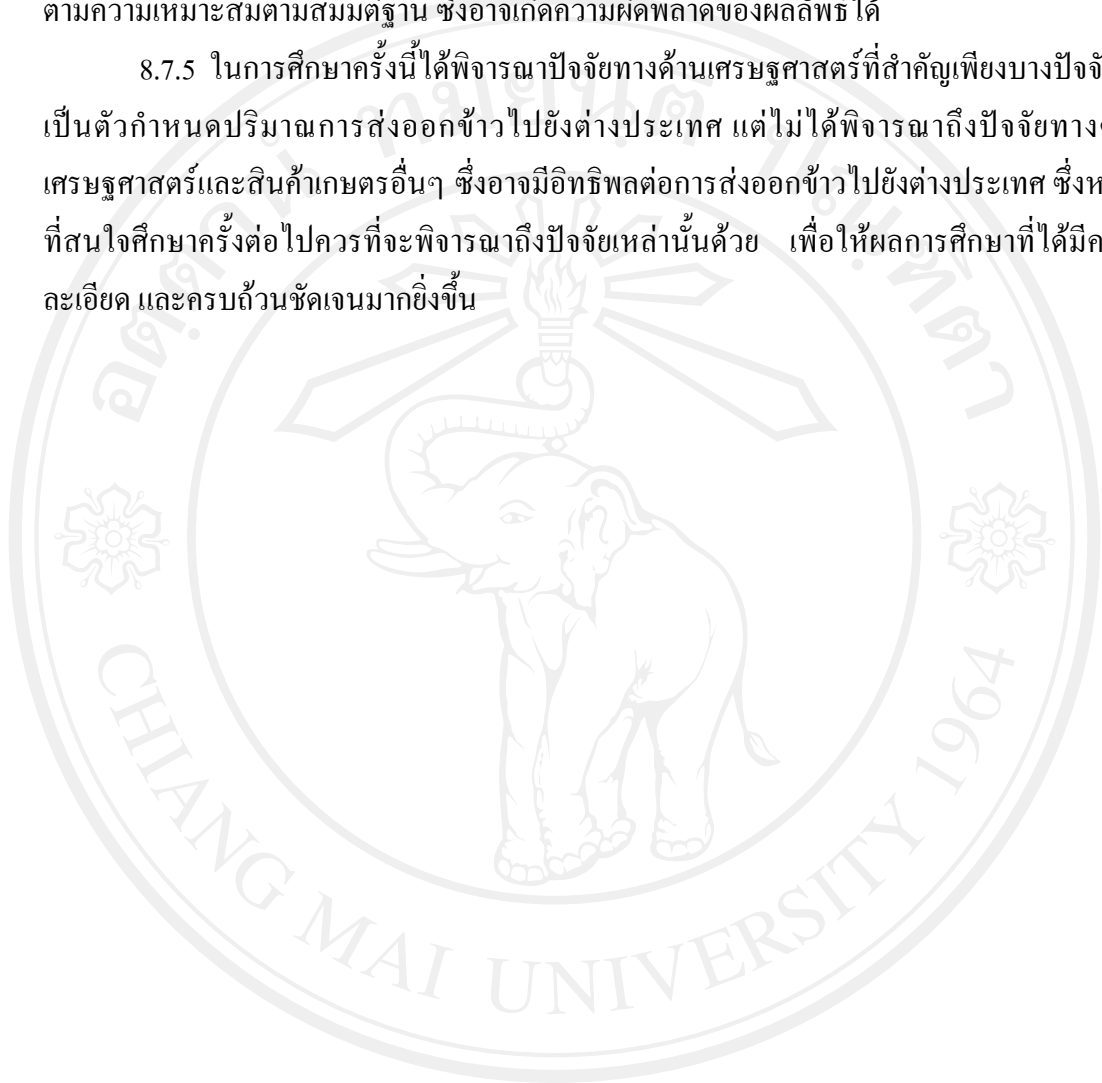 ตามความเหมาะสมตามสมมติฐาน ซึ่งอาจเกิดความผิดพลาดของผลลัพธ์ได้
8.7.5 ในการศึกษาครั้งนี้ได้พิจารณาปัจจัยทางด้านเศรษฐศาสตร์ที่สำคัญเพียงบางปัจจั
เป็นตัวกำหนดปริมาณการส่งออกข้าวไปยังต่างประเทศ แต่ไม่ได้พิจารณาถึงปัจจัยทาง
เศรษฐศาสตร์และสินค้าเกษตรอื่นๆ ซึ่งอาจมีอิทธิพลต่อการส่งออกข้าวไปยังต่างประเทศ ซึ่งห
ที่สนใจศึกษาครั้งต่อไปควรที่จะพิจารณาถึงปัจจัยเหล่านั้นด้วย เพื่อให้ผลการศึกษาที่ได้มีค
ละเอียด และครบถ้วนชัดเจนมากยิ่งขึ้น
อตฺตานํ ทมยนฺติ ปณฺฑิตา
CHIANG MAI UNIVERSITY 1964